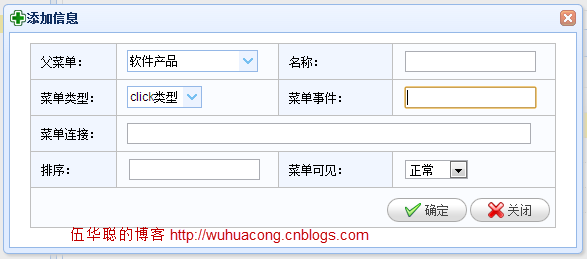 添加信息
父菜单： 软件产品 名称：
菜单类型： click类型 菜单事件：
菜单连接：
排序： 菜单可见： 正常
确定 关闭
伍华聪的博客 http://wuhuacong.cnblogs.com